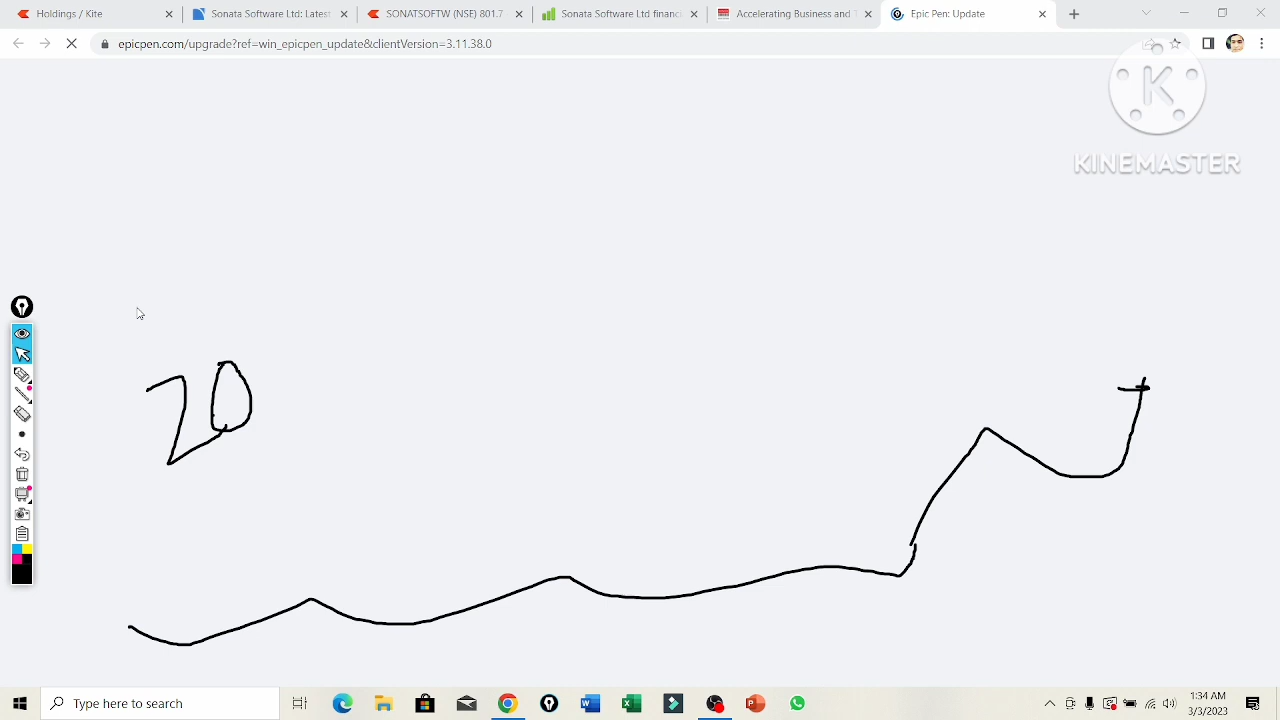 Holdings / Kite
Sonata Software Ltd: Latest
SONATSOFTW (NSE) 801.7
Sonata Software Ltd financi
Accelerating Business and T
Epic Pen: Update
epicpen.com/upgrade?ref=win_epicpen_update&clientVersion=3.11.38.0
K
KINEMASTER
20
Type here to search
1:34 AM
3/3/2023